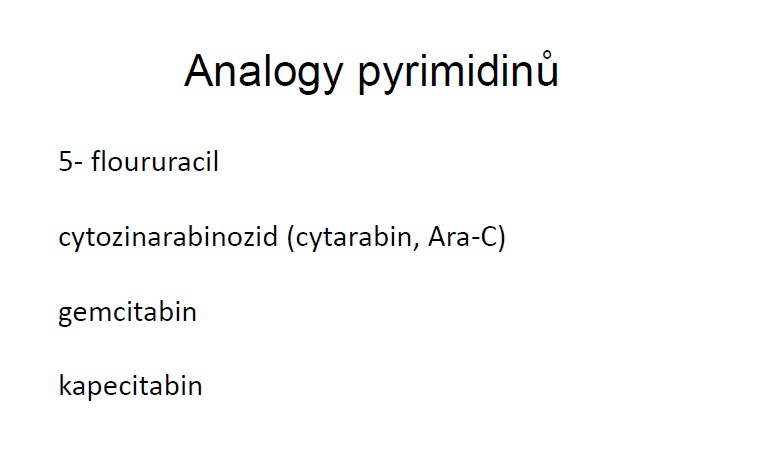 Analogy pyrimidinů
5- floururacil
cytozinarabinozid (cytarabin, Ara-C)
gemcitabin
kapecitabin